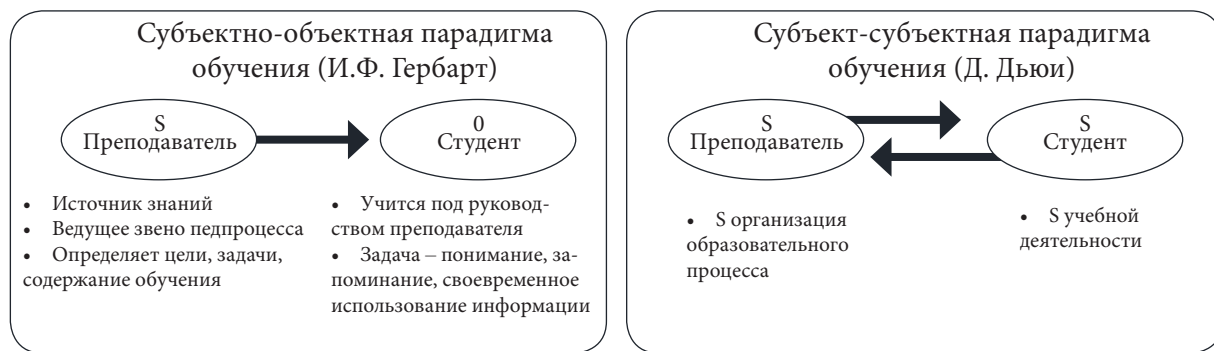 Субъектно-объектная парадигма
обучения (И.Ф. Гербарт)
S
Преподаватель
0
Студент
• Источник знаний
• Ведущее звено педпроцесса
• Определяет цели, задачи,
содержание обучения
• Учится под руковод-
ством преподавателя
• Задача – понимание, за-
поминание, своевременное
использование информации
Субъект-субъектная парадигма
обучения (Д. Дьюи)
S
Преподаватель
S
Студент
• S организация
образовательного
процесса
• S учебной
деятельности